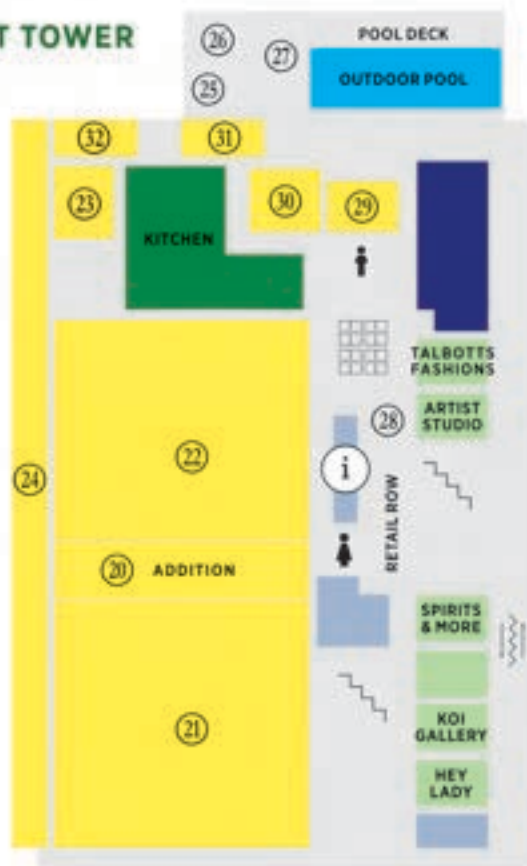 T TOWER
26
27
POOL DECK
25
OUTDOOR POOL
32
31
23
30
29
KITCHEN
TALBOTTS
FASHIONS
ARTIST
STUDIO
28
22
i
24
RETAIL ROW
20
ADDITION
SPIRITS
& MORE
21
KOI
GALLERY
HEY
LADY